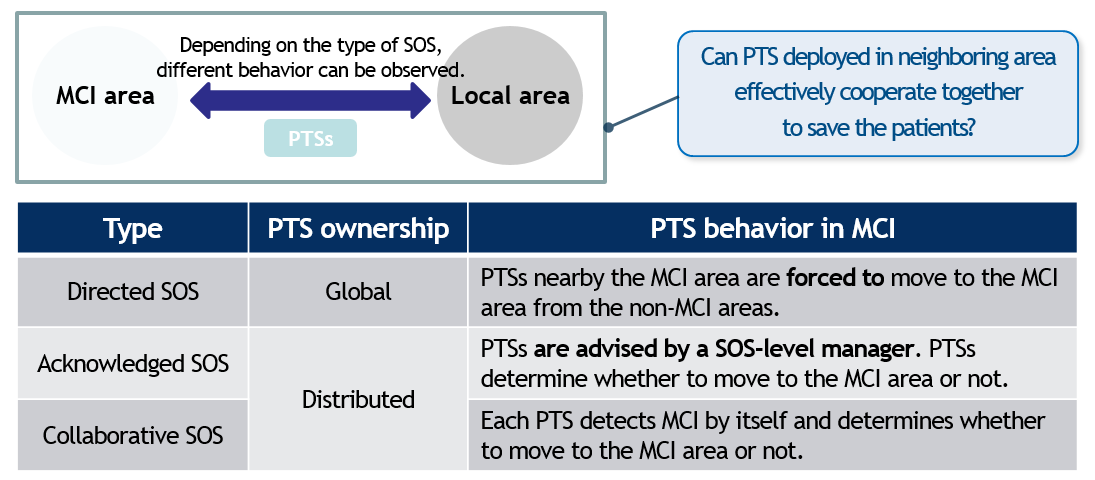 Depending on the type of SOS,
different behavior can be observed.
MCI area
Local area
PTSs
Can PTS deployed in neighboring area
effectively cooperate together
to save the patients?
Type
PTS ownership
PTS behavior in MCI
Directed SOS
Global
PTSs nearby the MCI area are forced to move to the MCI
area from the non-MCI areas.
Acknowledged SOS
Distributed
PTSs are advised by a SOS-level manager. PTSs
determine whether to move to the MCI area or not.
Collaborative SOS
Each PTS detects MCI by itself and determines whether
to move to the MCI area or not.